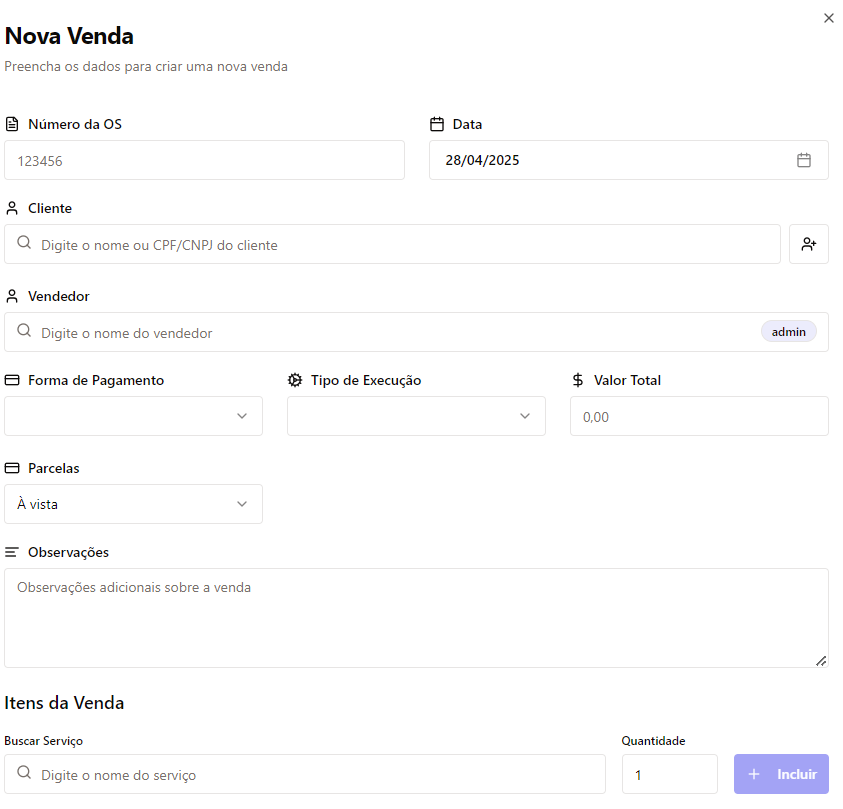 Nova Venda
Preencha os dados para criar uma nova venda
Número da OS
Data
123456
28/04/2025
Cliente
Digite o nome ou CPF/CNPJ do cliente
Vendedor
Digite o nome do vendedor
admin
Forma de Pagamento
Tipo de Execução
Valor Total
0,00
Parcelas
À vista
Observações
Observações adicionais sobre a venda
Itens da Venda
Buscar Serviço
Quantidade
Digite o nome do serviço
1
Incluir